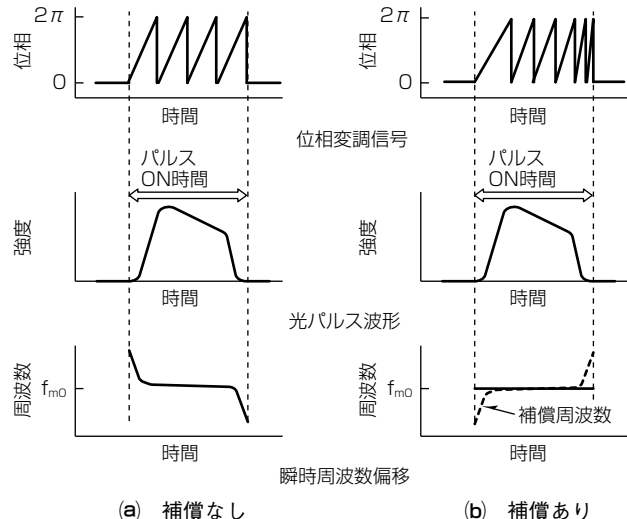 2π
位相
0
時間
2π
位相
0
時間
位相変調信号
パルス
ON時間
強度
時間
パルス
ON時間
強度
時間
光パルス波形
周波数
fm0
時間
周波数
fm0
補償周波数
時間
瞬時周波数偏移
(a) 補償なし
(b) 補償あり